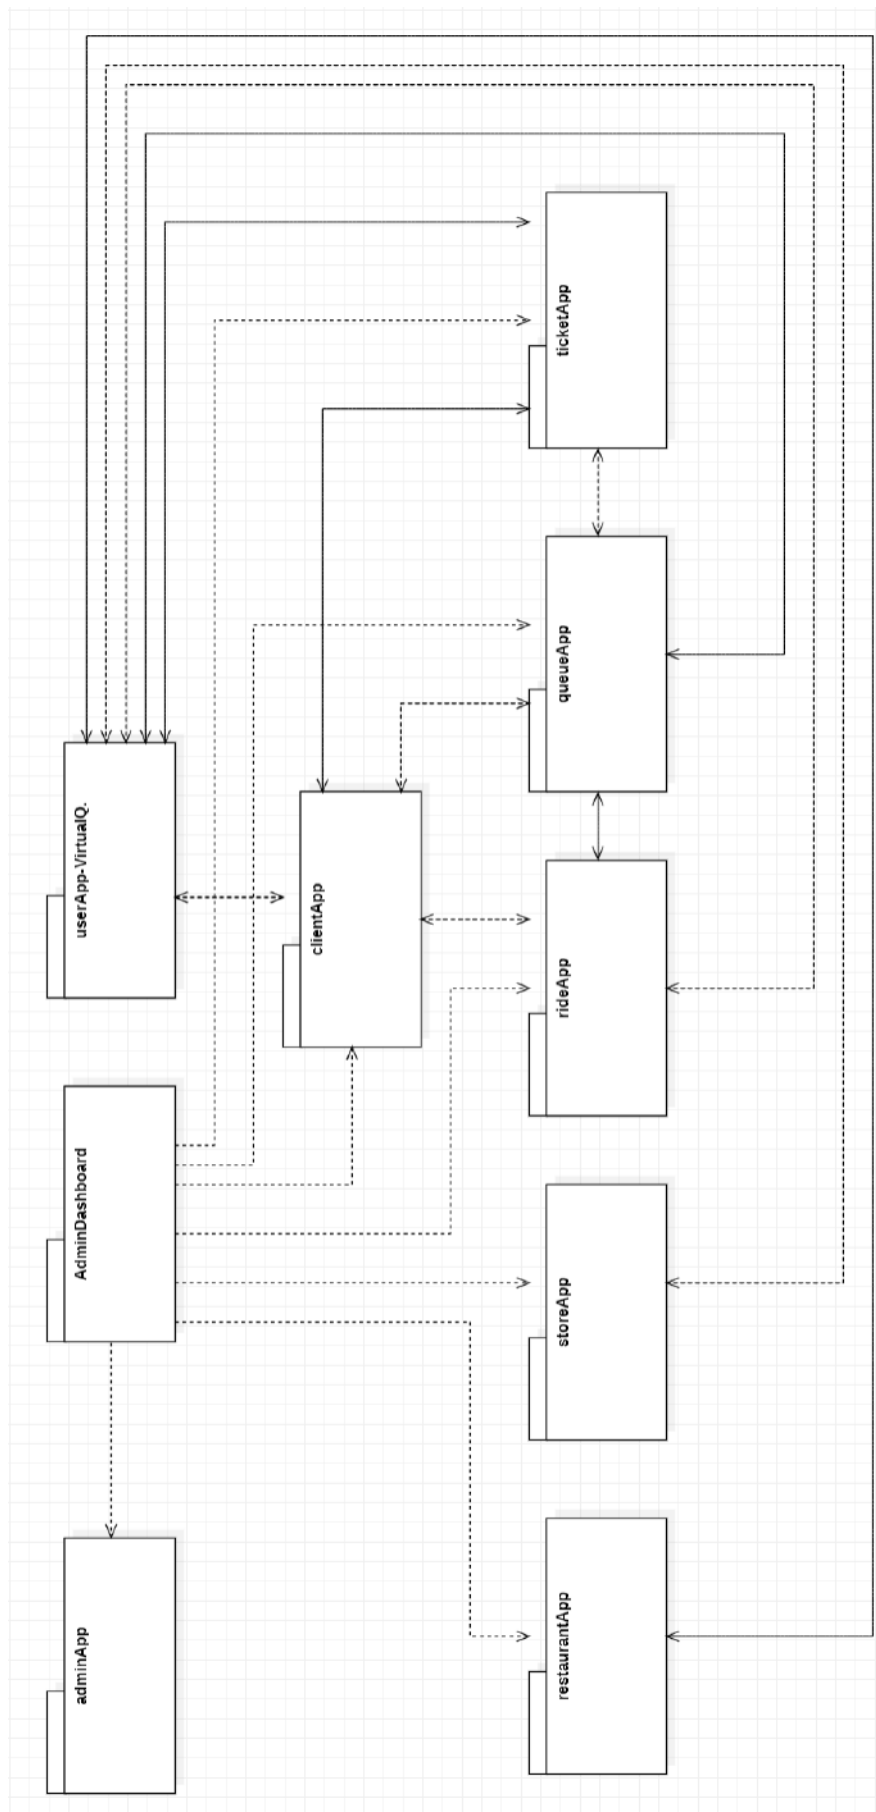 adminApp
AdminDashboard
userApp-VirtualQ.
clientApp
restaurantApp
storeApp
rideApp
queueApp
ticketApp